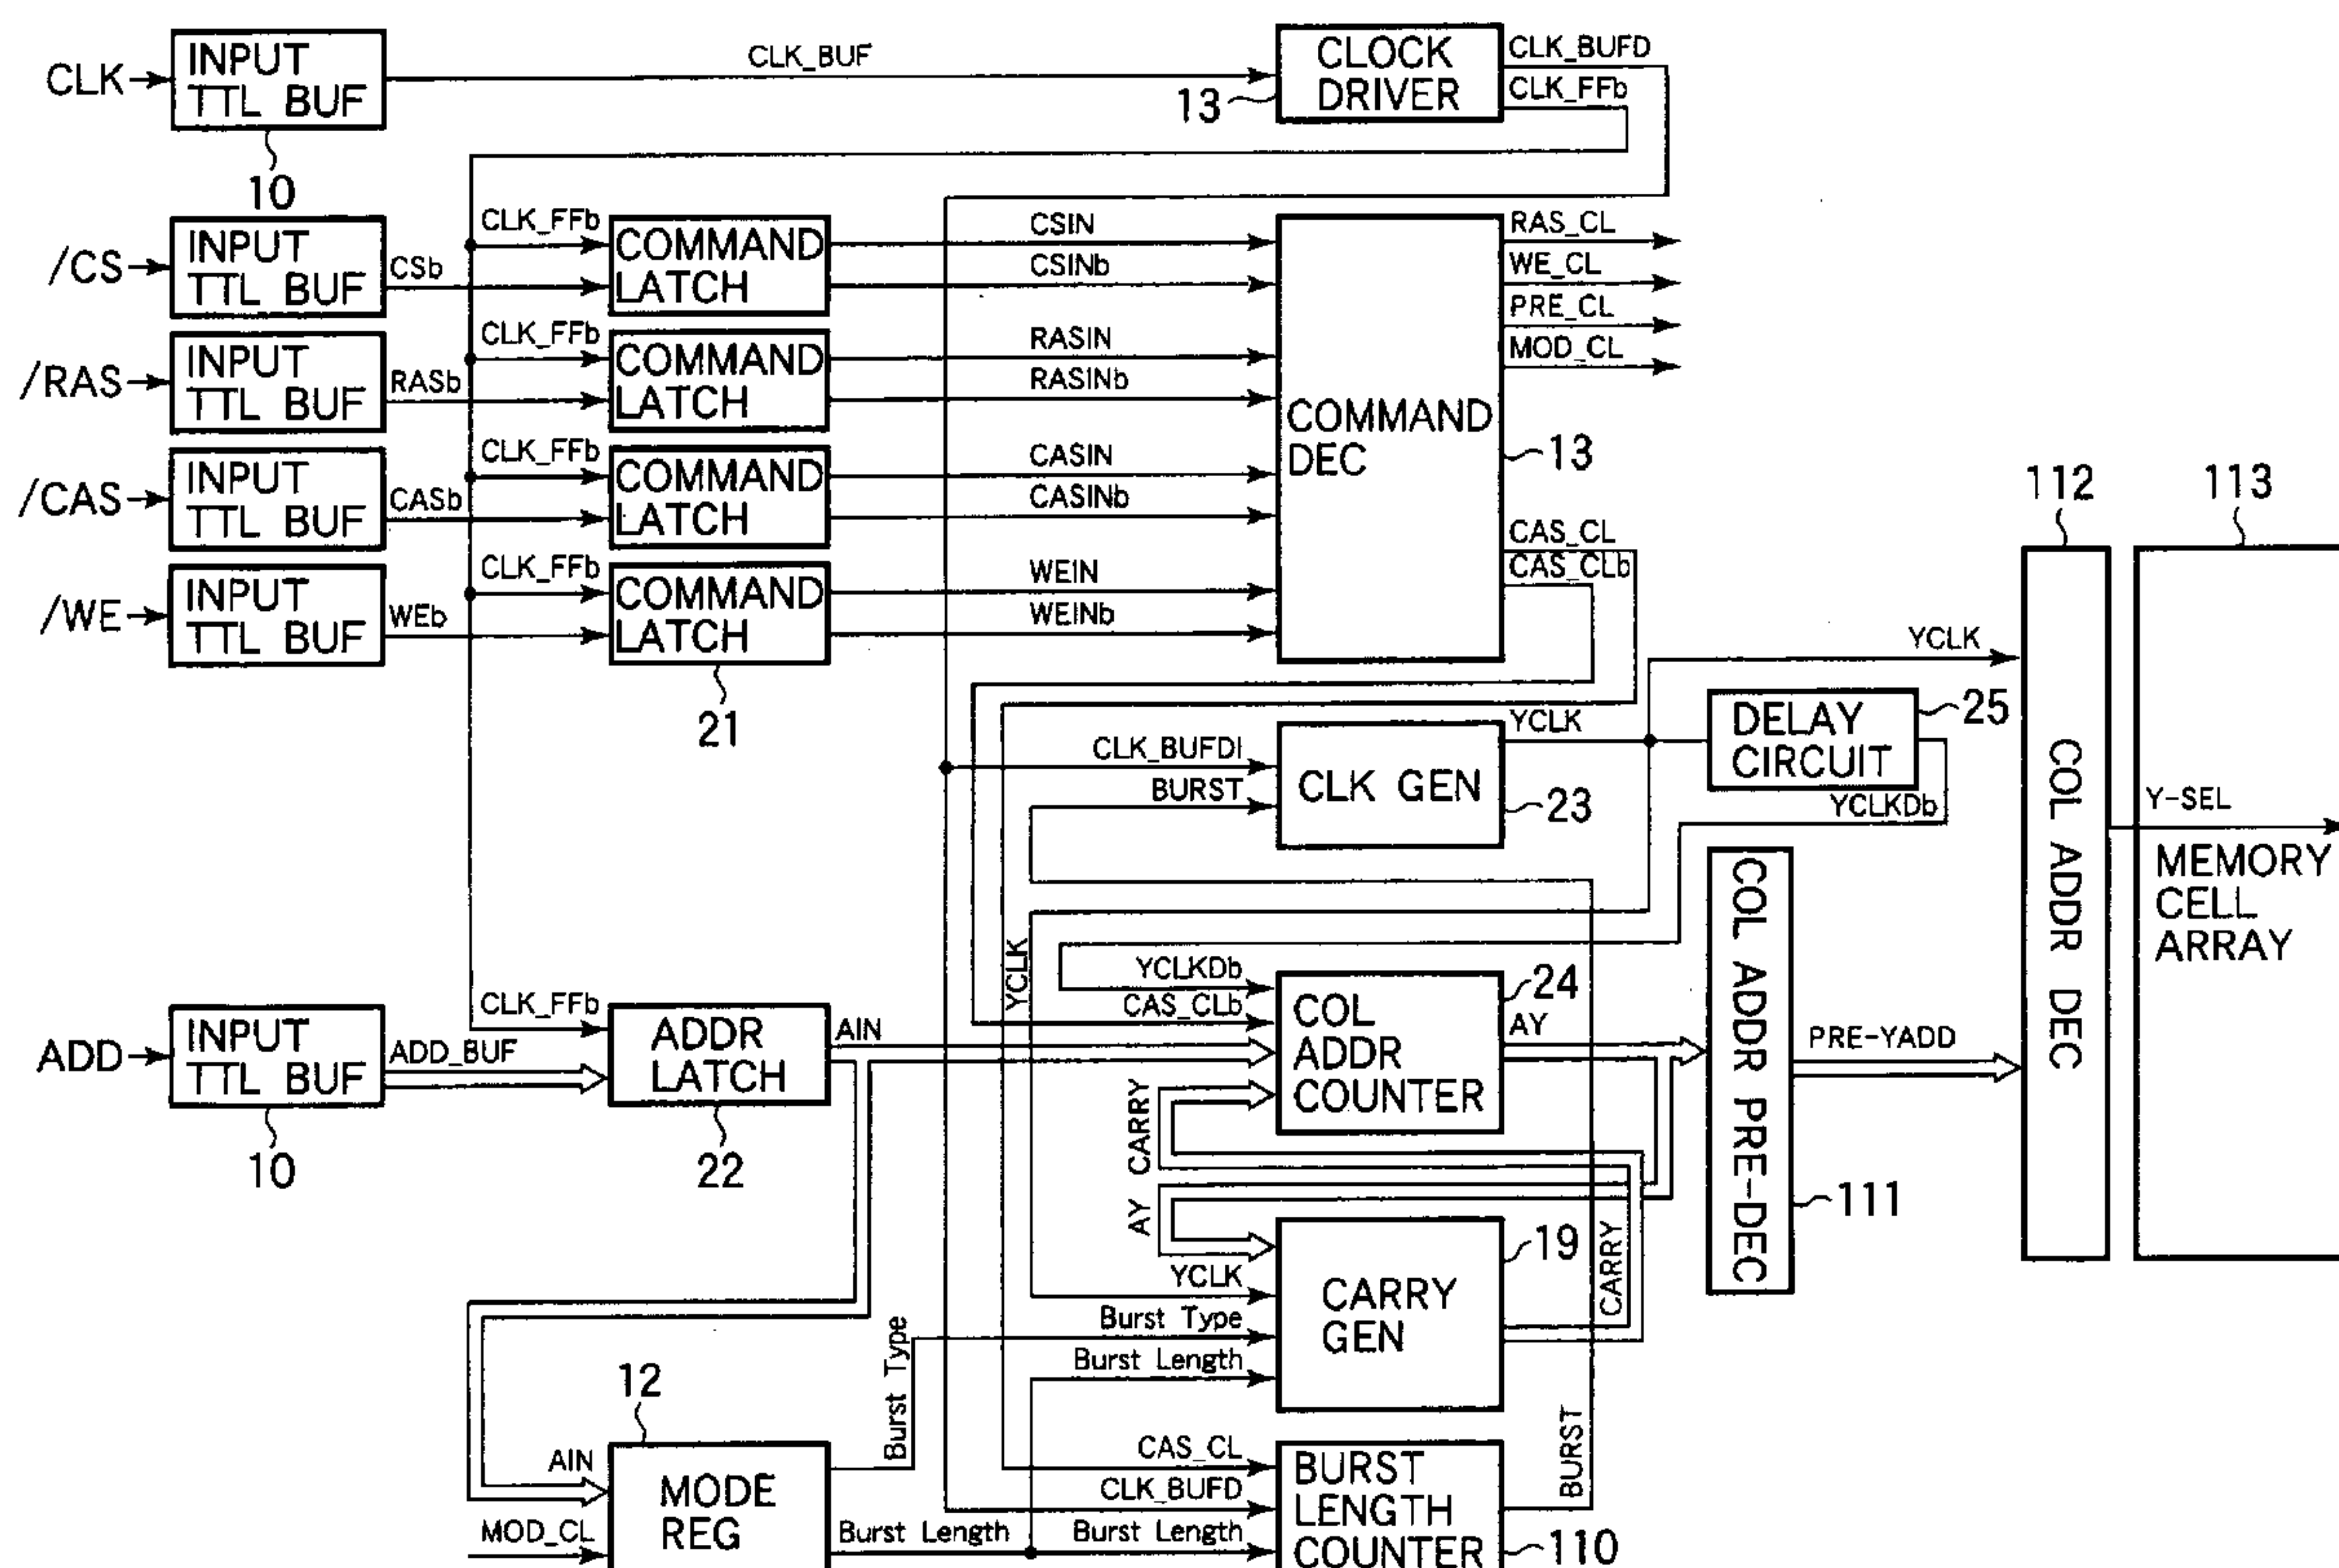 CLK
INPUT
TTL BUF
10
CLK_BUF
CLOCK
DRIVER
13
CLK_BUFD
CLK_FFb
/CS
INPUT
TTL BUF
CSb
CLK_FFb
COMMAND
LATCH
CSIN
CSINb
/RAS
INPUT
TTL BUF
RASb
CLK_FFb
COMMAND
LATCH
RASIN
RASINb
/CAS
INPUT
TTL BUF
CASb
CLK_FFb
COMMAND
LATCH
CASIN
CASINb
/WE
INPUT
TTL BUF
WEb
CLK_FFb
COMMAND
LATCH
21
WEIN
WEINb
COMMAND
DEC
13
RAS_CL
WE_CL
PRE_CL
MOD_CL
CAS_CL
CAS_CLb
CLK_BUFDI
BURST
CLK GEN
23
YCLK
YCLK
DELAY
CIRCUIT
25
YCLKDb
112
COL ADDR DEC
113
Y-SEL
MEMORY
CELL
ARRAY
ADD
INPUT
TTL BUF
10
ADD_BUF
CLK_FFb
ADDR
LATCH
22
AIN
YCLK
YCLKDb
CAS_CLb
COL
ADDR
COUNTER
24
AY
COL ADDR PRE-DEC
111
PRE-YADD
CARRY
AY
YCLK
Burst Type
Burst Length
CARRY
GEN
19
CARRY
12
AIN
MOD_CL
MODE
REG
Burst Type
Burst Length
CAS_CL
CLK_BUFD
Burst Length
BURST
LENGTH
COUNTER
110
BURST